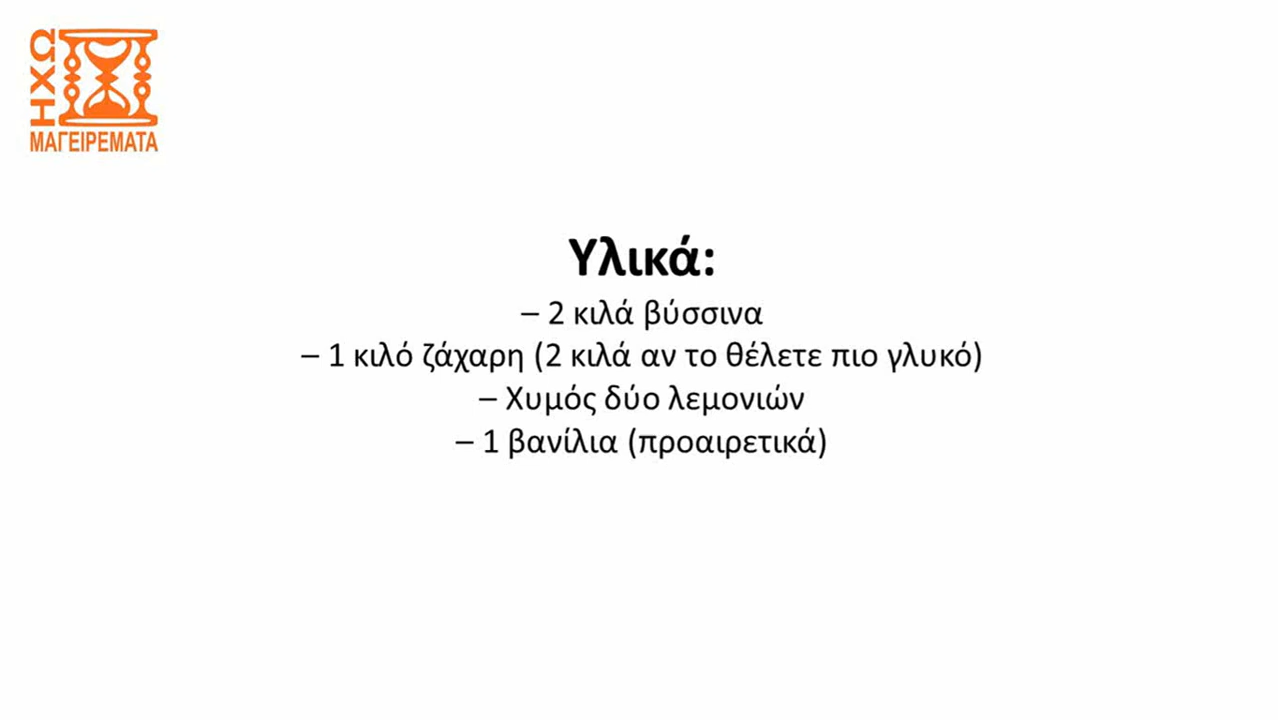 ΗΧΩ
ΜΑΓΕΙΡΕΜΑΤΑ
Υλικά:
– 2 κιλά βύσσινα
– 1 κιλό ζάχαρη (2 κιλά αν το θέλετε πιο γλυκό)
– Χυμός δύο λεμονιών
– 1 βανίλια (προαιρετικά)